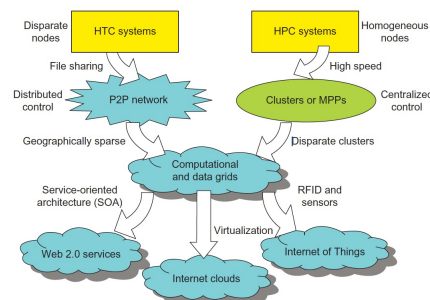 Disparate
nodes
HTC systems
HPC systems
Homogeneous
nodes
File sharing
High speed
Distributed
control
P2P network
Clusters or MPPs
Centralized
control
Geographically sparse
Disparate clusters
Computational
and data grids
Service-oriented
architecture (SOA)
RFID and
sensors
Virtualization
Web 2.0 services
Internet of Things
Internet clouds